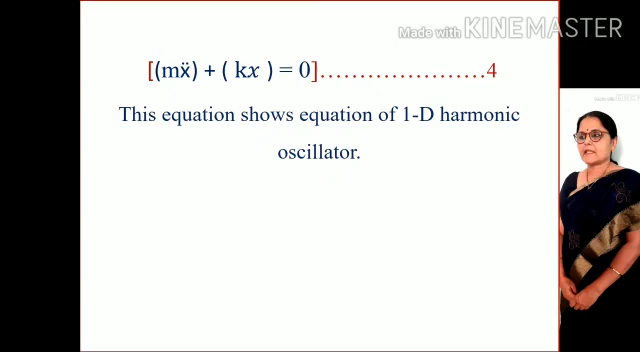 Made with KINEMASTER
[(mẍ) + ( kx ) = 0].....................4
This equation shows equation of 1-D harmonic
oscillator.